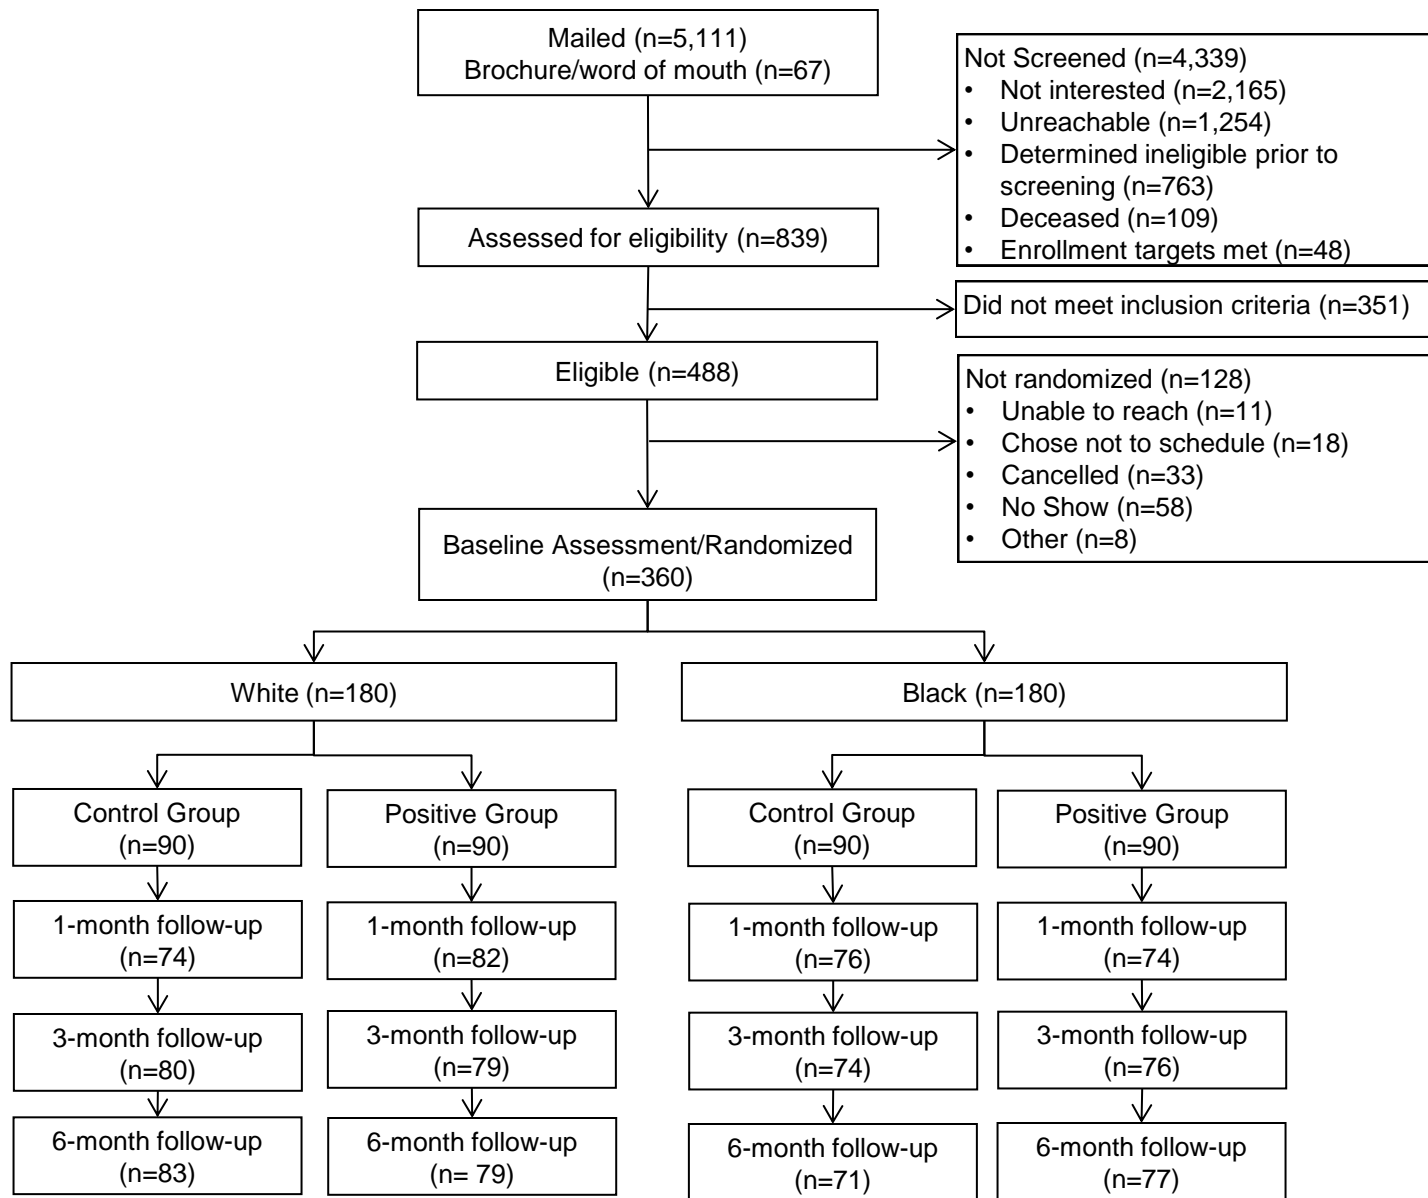 Mailed (n=5,111)
Brochure/word of mouth (n=67)
Not Screened (n=4,339)
• Not interested (n=2,165)
• Unreachable (n=1,254)
• Determined ineligible prior to
screening (n=763)
• Deceased (n=109)
• Enrollment targets met (n=48)
Assessed for eligibility (n=839)
Did not meet inclusion criteria (n=351)
Eligible (n=488)
Not randomized (n=128)
• Unable to reach (n=11)
• Chose not to schedule (n=18)
• Cancelled (n=33)
• No Show (n=58)
• Other (n=8)
Baseline Assessment/Randomized
(n=360)
White (n=180)
Black (n=180)
Control Group
(n=90)
Positive Group
(n=90)
Control Group
(n=90)
Positive Group
(n=90)
1-month follow-up
(n=74)
1-month follow-up
(n=82)
1-month follow-up
(n=76)
1-month follow-up
(n=74)
3-month follow-up
(n=80)
3-month follow-up
(n=79)
3-month follow-up
(n=74)
3-month follow-up
(n=76)
6-month follow-up
(n=83)
6-month follow-up
(n= 79)
6-month follow-up
(n=71)
6-month follow-up
(n=77)